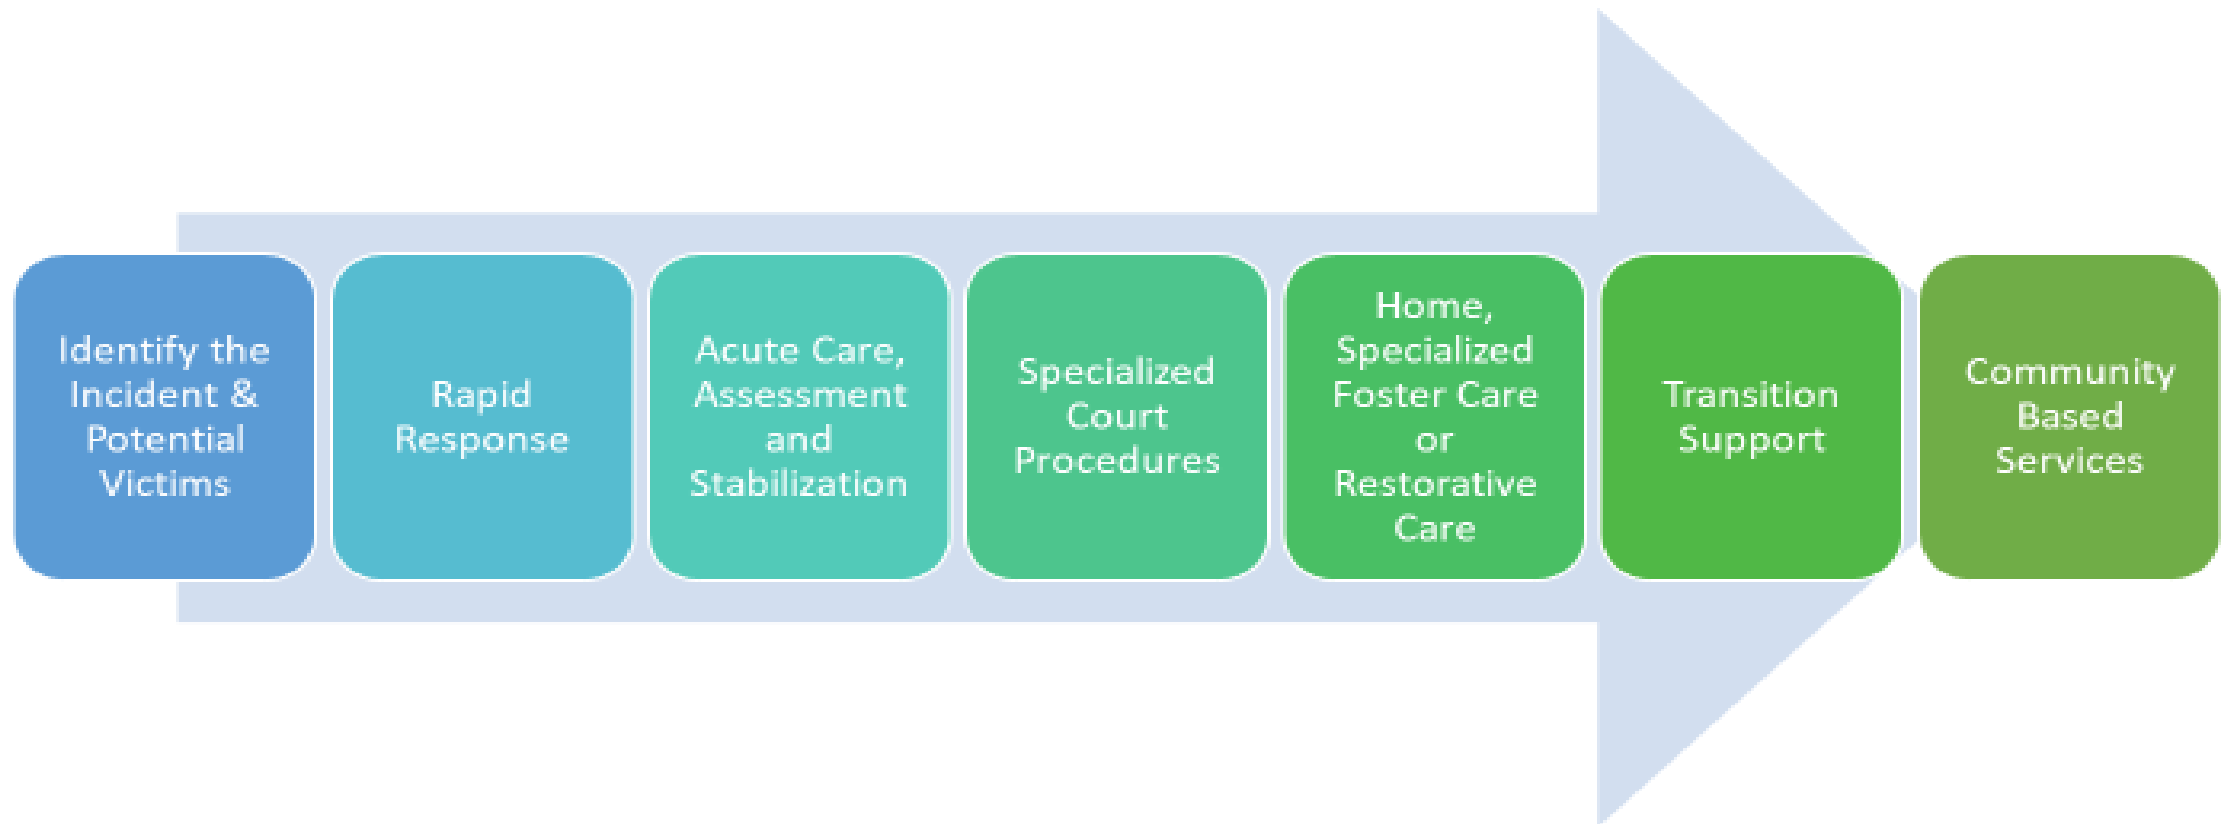 Identify the
Incident &
Potential
Victims
Rapid
Response
Acute Care,
Assessment
and
Stabilization
Specialized
Court
Procedures
Home,
Specialized
Foster Care
or
Restorative
Care
Transition
Support
Community
Based
Services